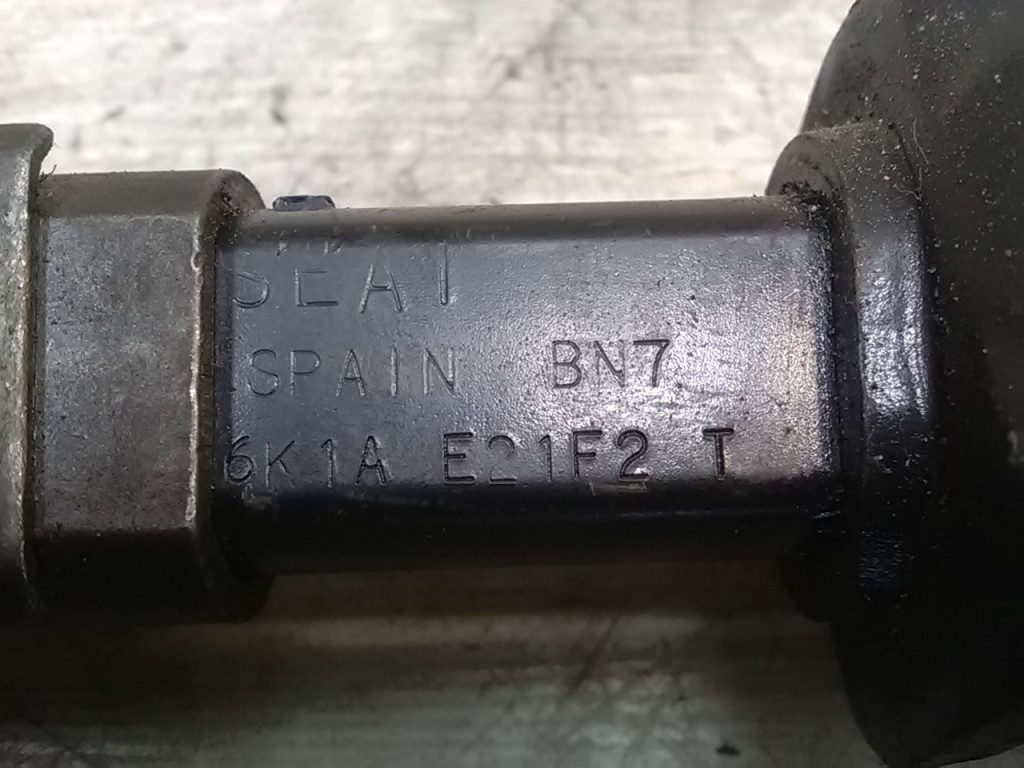 SEAT
SPAIN BN7
6K1A E21F2 T